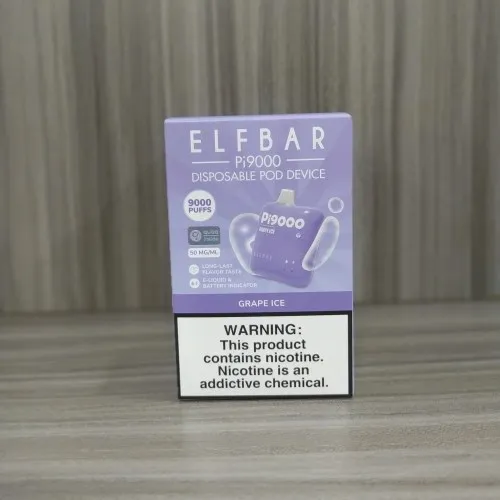 ELFBAR
Pi9000
DISPOSABLE POD DEVICE
9000
PUFFS
Pi9000
50 MG/ML
LONG-LAST
FLAVOR TASTE
E-LIQUID &
BATTERY INDICATOR
GRAPE ICE
WARNING:
This product
contains nicotine.
Nicotine is an
addictive chemical.